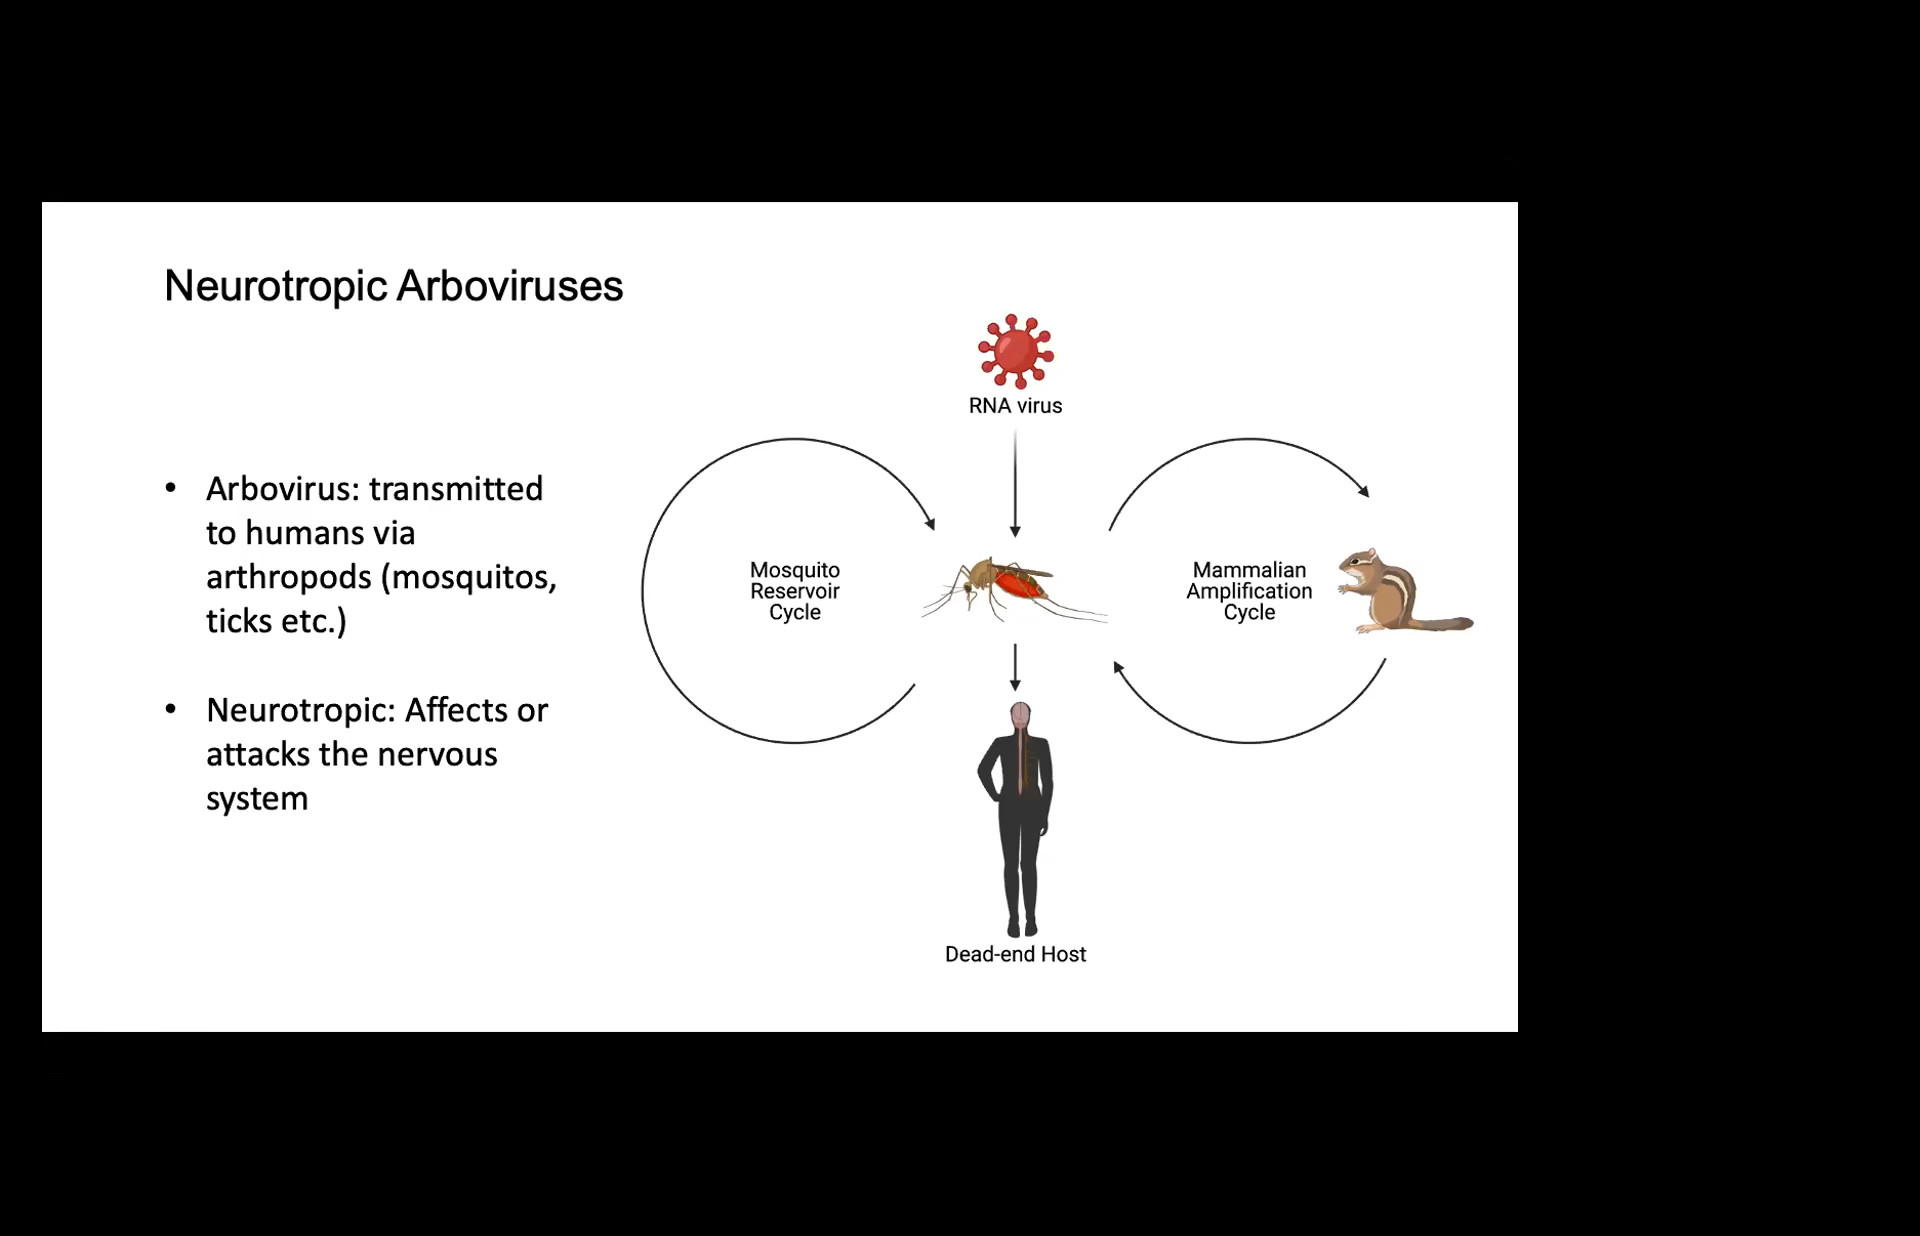 Neurotropic Arboviruses
• Arbovirus: transmitted
to humans via
arthropods (mosquitos,
ticks etc.)
• Neurotropic: Affects or
attacks the nervous
system
RNA virus
Mosquito
Reservoir
Cycle
Mammalian
Amplification
Cycle
Dead-end Host